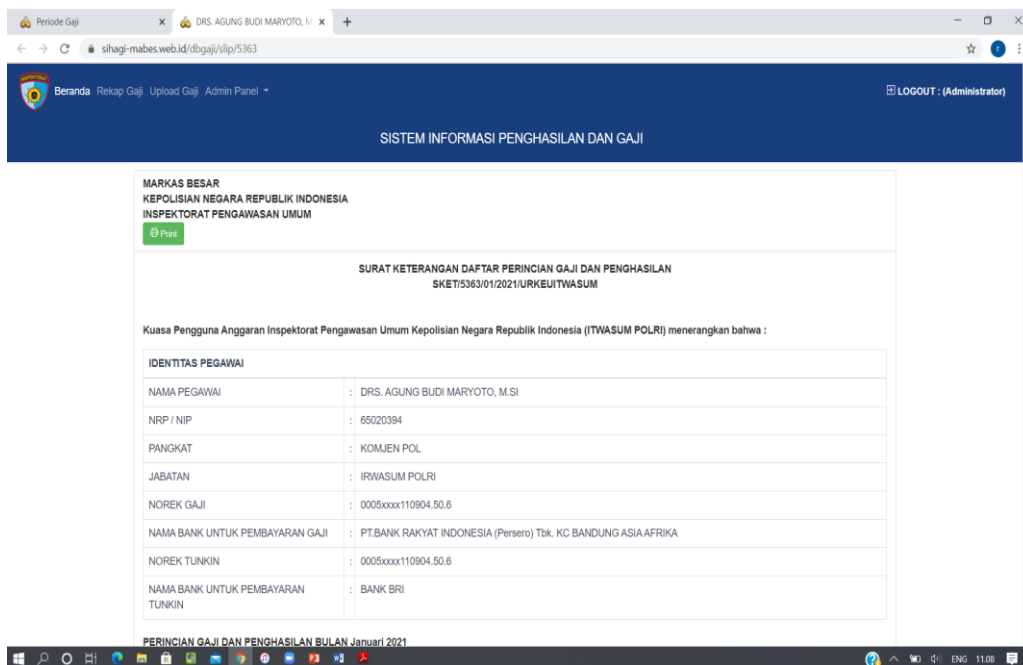 Periode Gaji
DRS. AGUNG BUDI MARYOTO, M
sihagi-mabes.web.id/dbgaji/slip/5363
Beranda Rekap Gaji Upload Gaji Admin Panel
LOGOUT : (Administrator)
SISTEM INFORMASI PENGHASILAN DAN GAJI
MARKAS BESAR
KEPOLISIAN NEGARA REPUBLIK INDONESIA
INSPEKTORAT PENGAWASAN UMUM
Print
SURAT KETERANGAN DAFTAR PERINCIAN GAJI DAN PENGHASILAN
SKET/5363/01/2021/URKEUITWASUM
Kuasa Pengguna Anggaran Inspektorat Pengawasan Umum Kepolisian Negara Republik Indonesia (ITWASUM POLRI) menerangkan bahwa :
IDENTITAS PEGAWAI
NAMA PEGAWAI : DRS. AGUNG BUDI MARYOTO, M.SI
NRP / NIP : 65020394
PANGKAT : KOMJEN POL
JABATAN : IRWASUM POLRI
NOREK GAJI : 0005xxxx110904.50.6
NAMA BANK UNTUK PEMBAYARAN GAJI : PT.BANK RAKYAT INDONESIA (Persero) Tbk. KC BANDUNG ASIA AFRIKA
NOREK TUNKIN : 0005xxxx110904.50.6
NAMA BANK UNTUK PEMBAYARAN : BANK BRI
TUNKIN
PERINCIAN GAJI DAN PENGHASILAN BULAN Januari 2021
ENG 11.08